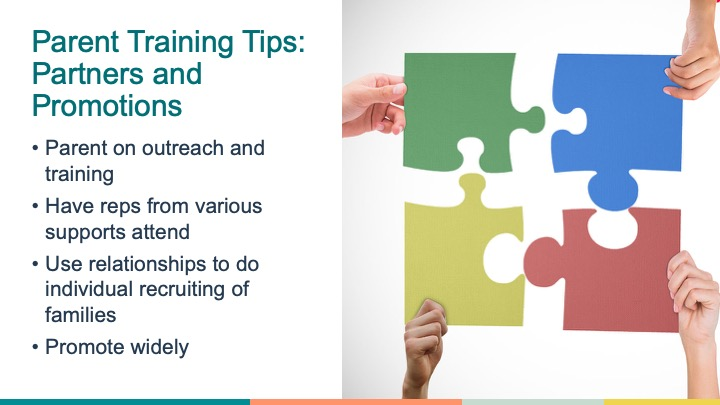 Parent Training Tips:
Partners and
Promotions
• Parent on outreach and
training
• Have reps from various
supports attend
• Use relationships to do
individual recruiting of
families
• Promote widely